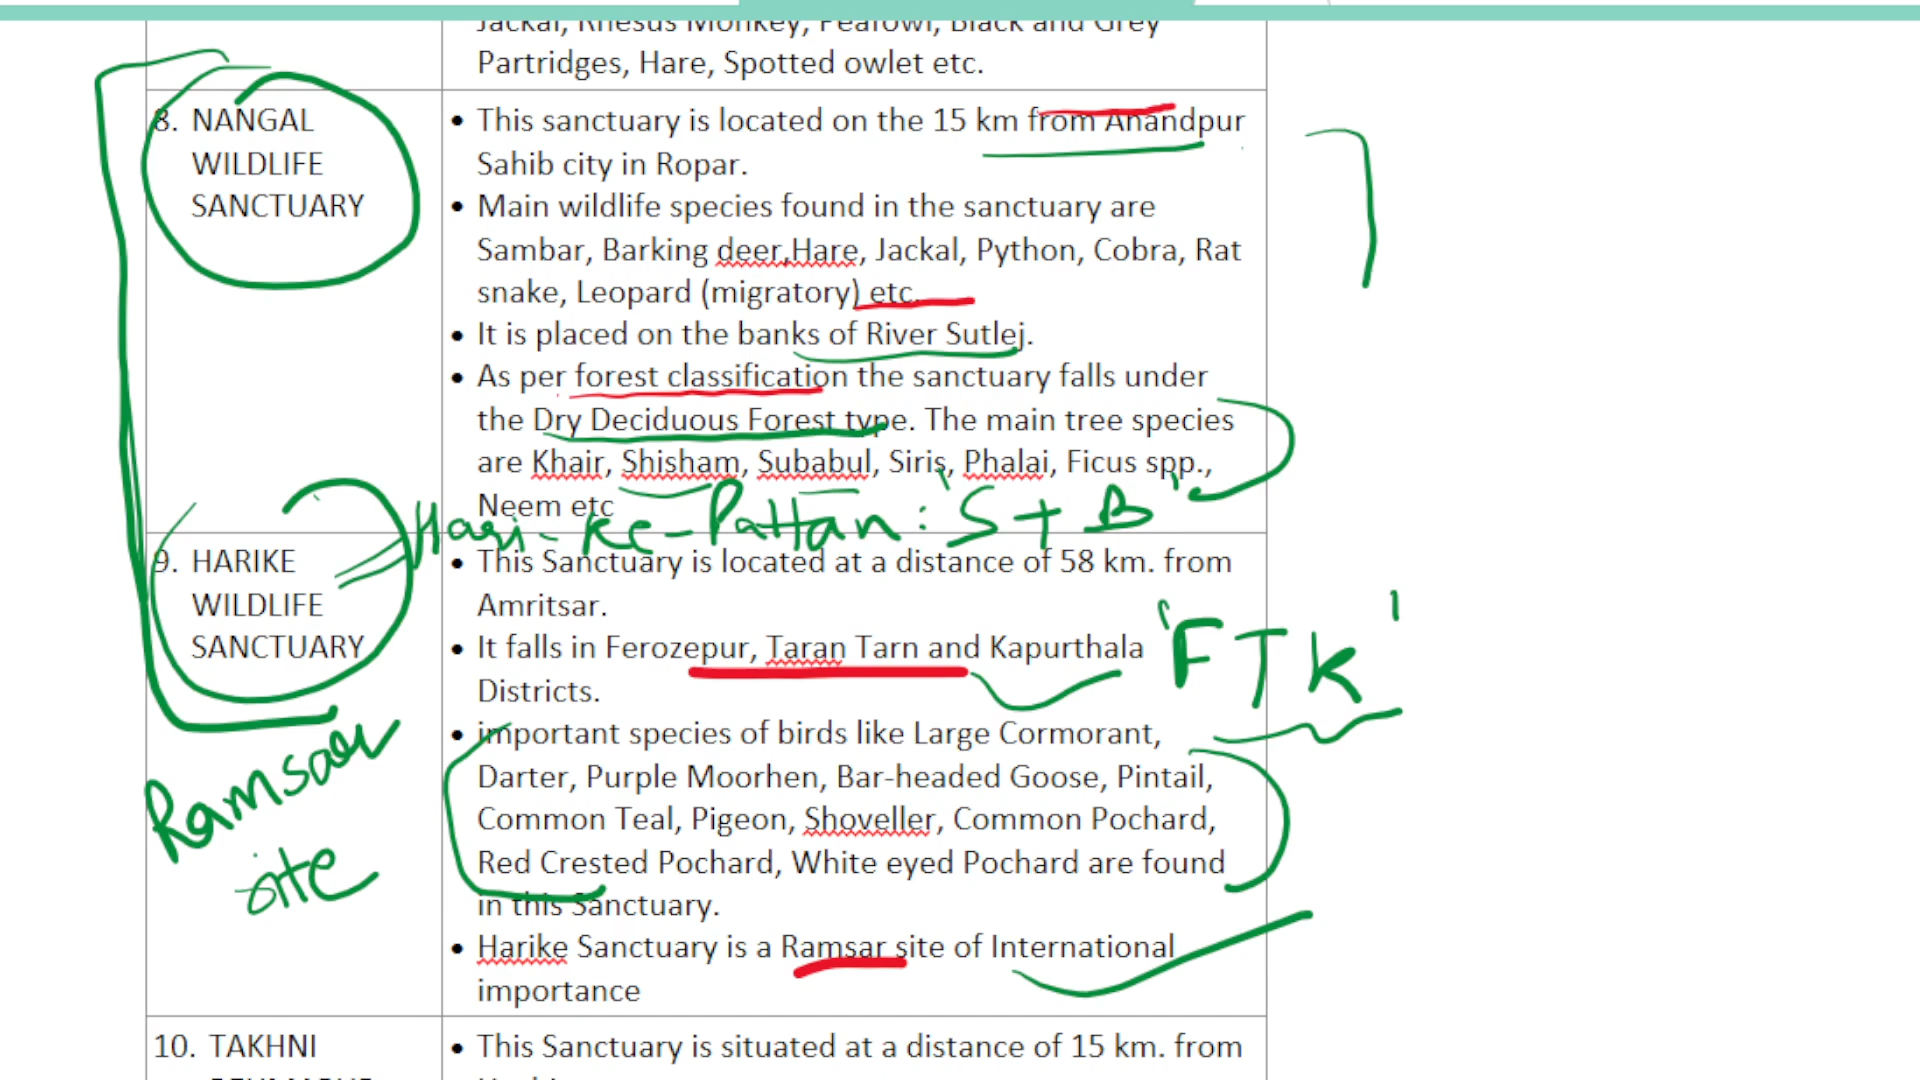 Jackal, Rhesus Monkey, Peafowl, Black and Grey
Partridges, Hare, Spotted owlet etc.
8. NANGAL
WILDLIFE
SANCTUARY
• This sanctuary is located on the 15 km from Anandpur
Sahib city in Ropar.
• Main wildlife species found in the sanctuary are
Sambar, Barking deer,Hare, Jackal, Python, Cobra, Rat
snake, Leopard (migratory) etc.
• It is placed on the banks of River Sutlej.
• As per forest classification the sanctuary falls under
the Dry Deciduous Forest type. The main tree species
are Khair, Shisham, Subabul, Siris, Phalai, Ficus spp.,
Neem etc
Hari-Ke-Pattan: 'S + B'
9. HARIKE
WILDLIFE
SANCTUARY
Ramsar
site
• This Sanctuary is located at a distance of 58 km. from
Amritsar.
• It falls in Ferozepur, Taran Tarn and Kapurthala
Districts.
'FTK'
• important species of birds like Large Cormorant,
Darter, Purple Moorhen, Bar-headed Goose, Pintail,
Common Teal, Pigeon, Shoveller, Common Pochard,
Red Crested Pochard, White eyed Pochard are found
in this Sanctuary.
• Harike Sanctuary is a Ramsar site of International
importance
10. TAKHNI
• This Sanctuary is situated at a distance of 15 km. from